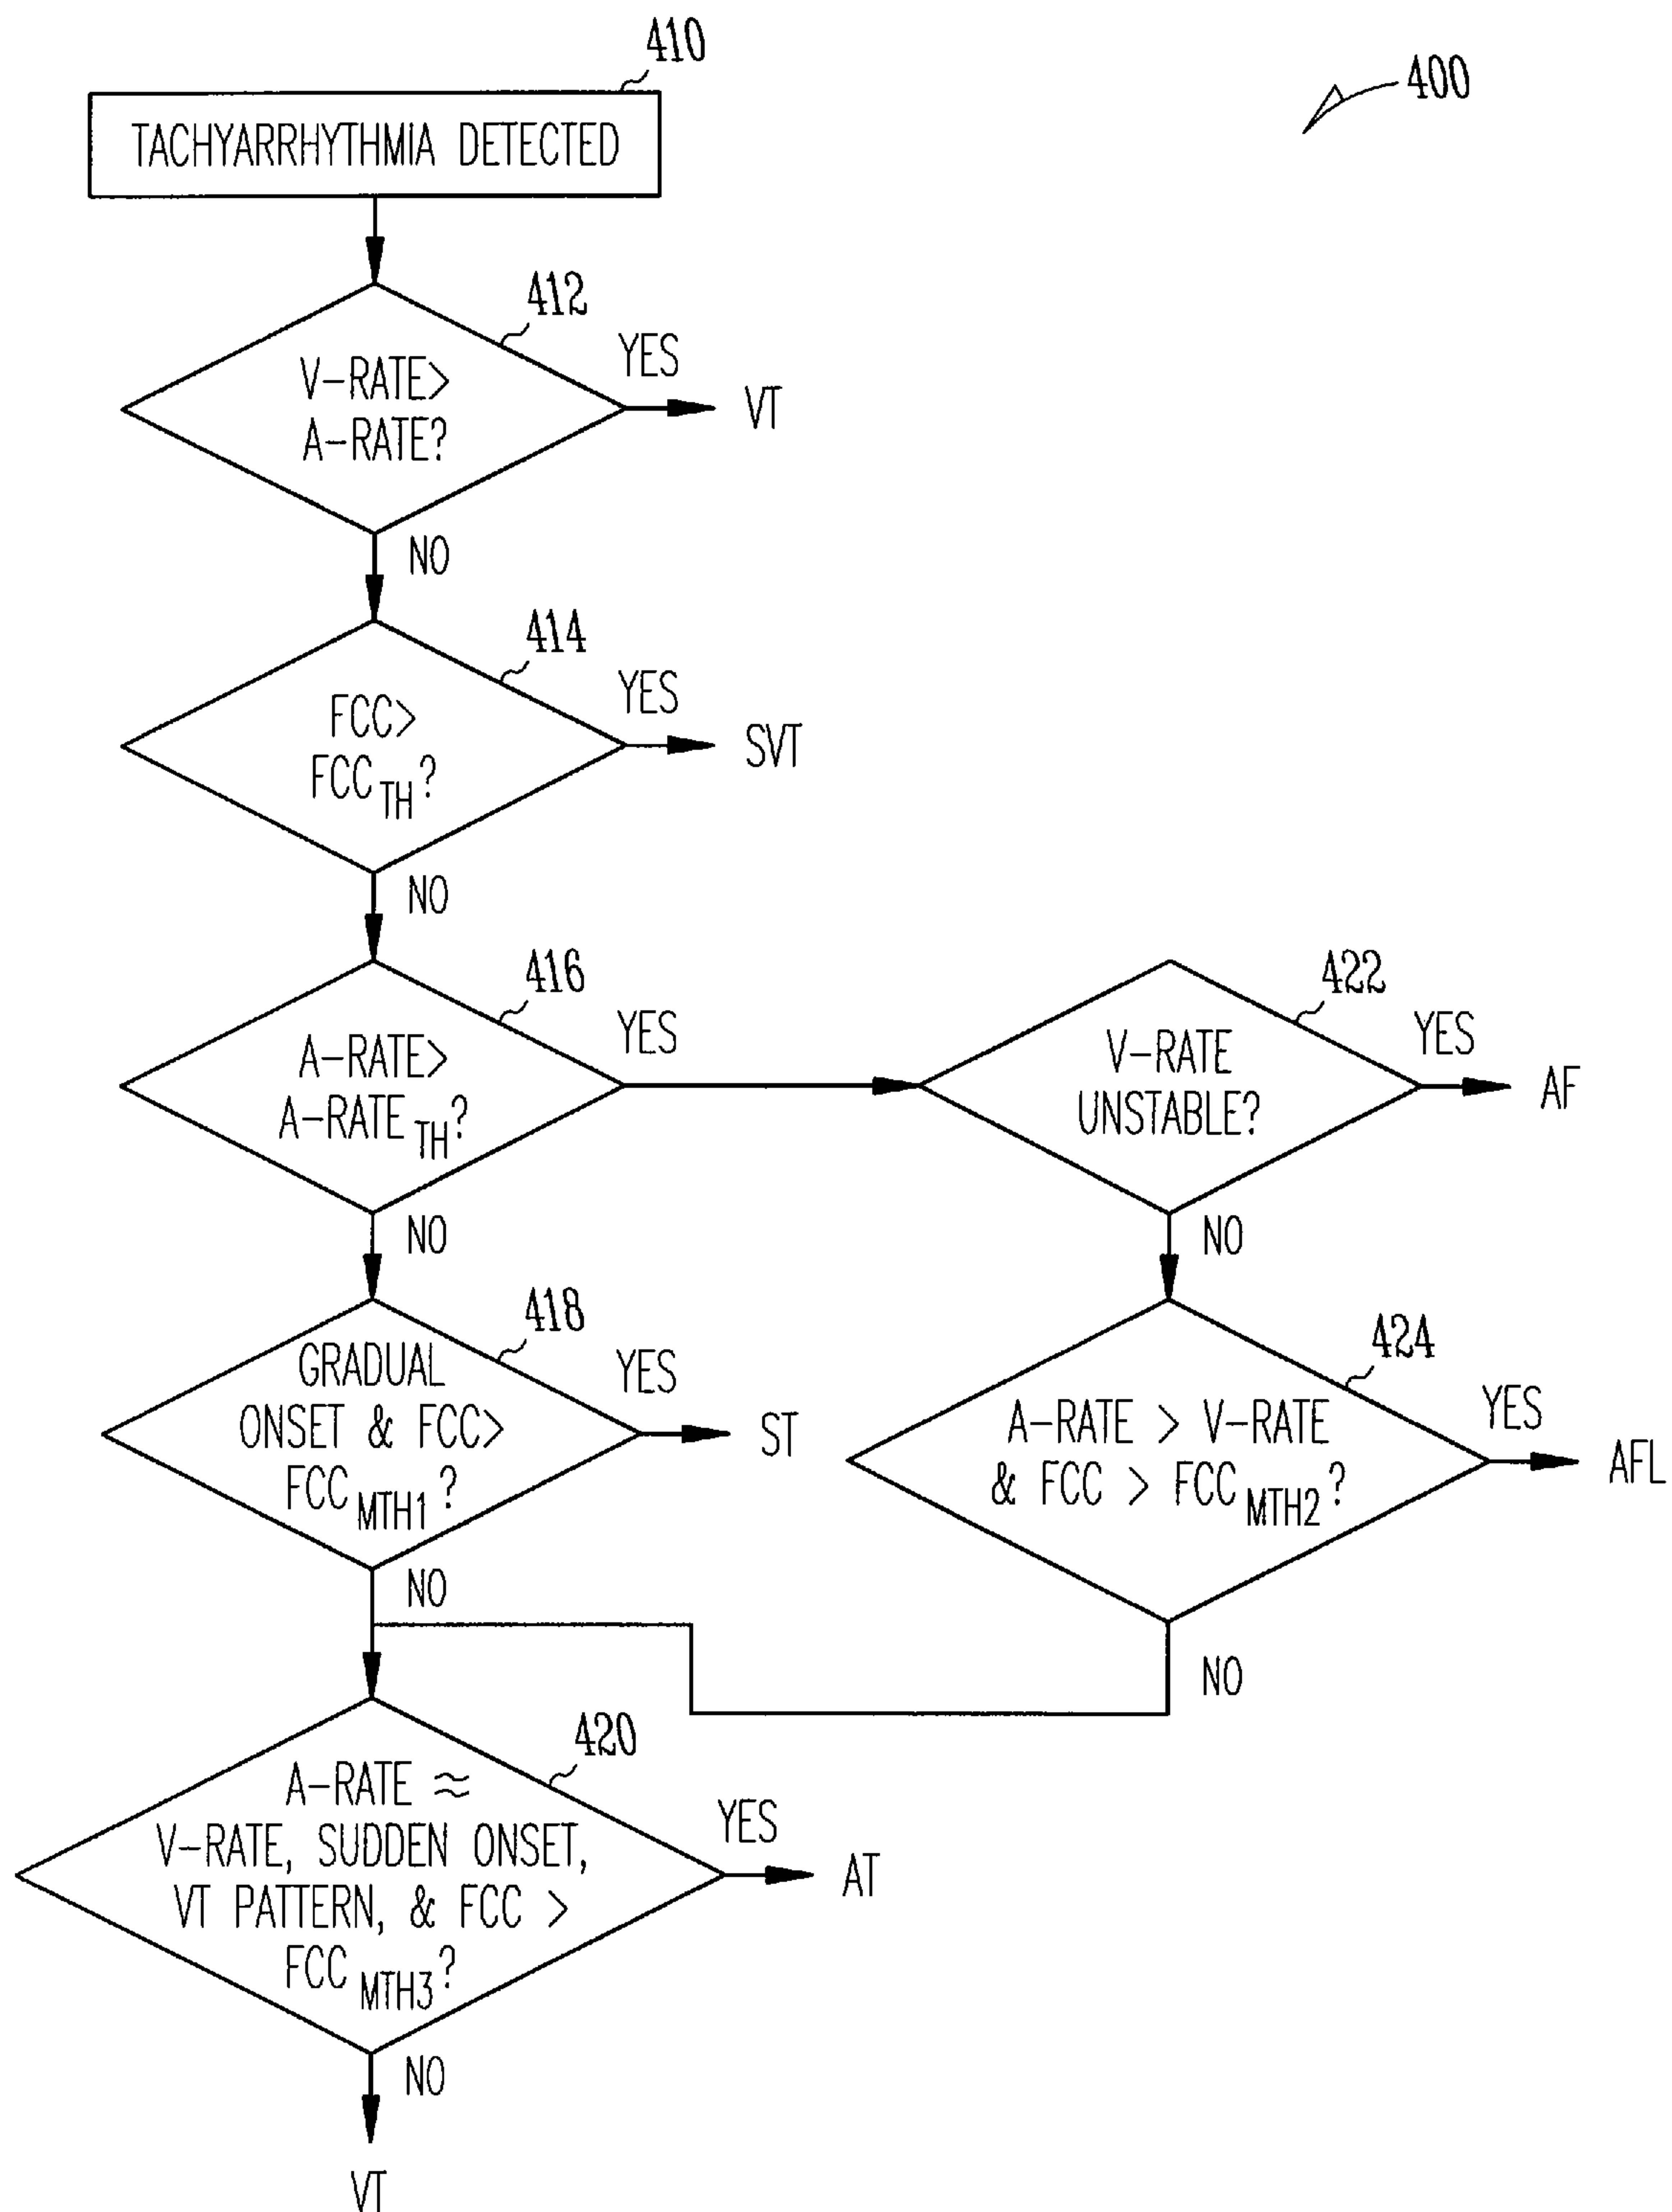 410
400
TACHYARRHYTHMIA DETECTED
412
V-RATE>
A-RATE?
YES
VT
NO
414
FCC>
FCC TH ?
YES
SVT
NO
416
A-RATE>
A-RATE TH ?
YES
422
V-RATE
UNSTABLE?
YES
AF
NO
NO
418
GRADUAL
ONSET & FCC>
FCC MTH1 ?
YES
ST
424
A-RATE > V-RATE
& FCC > FCC MTH2 ?
YES
AFL
NO
NO
420
A-RATE ≈
V-RATE, SUDDEN ONSET,
VT PATTERN, & FCC >
FCC MTH3 ?
YES
AT
NO
VT